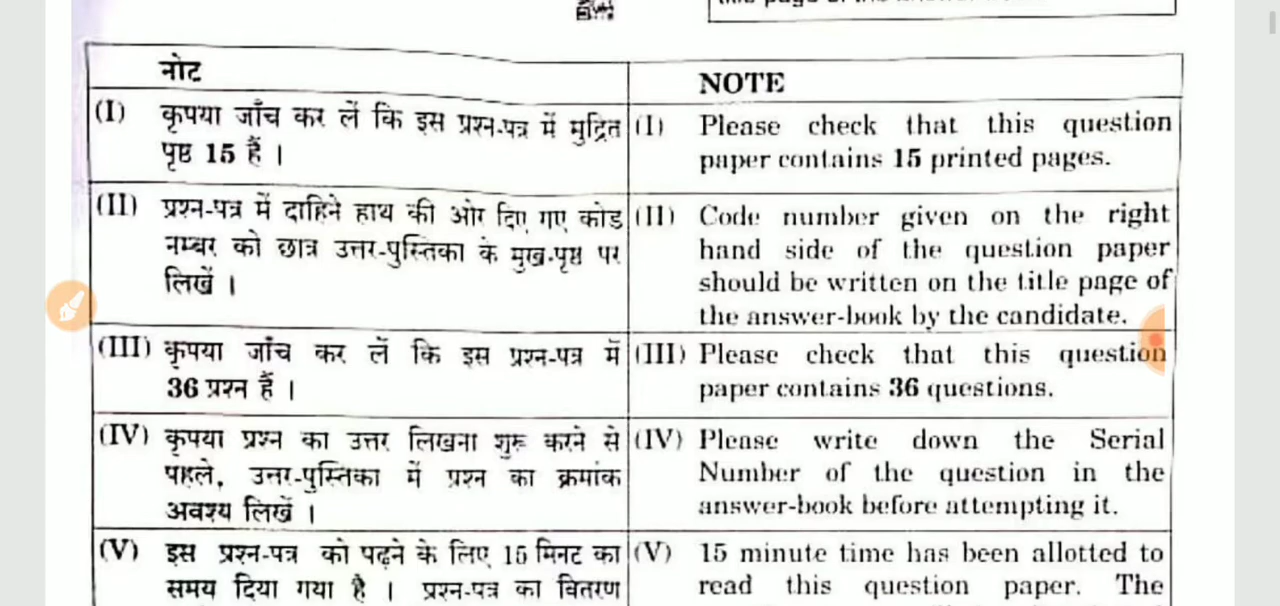 नोट
(I) कृपया जाँच कर लें कि इस प्रश्न-पत्र में मुद्रित
पृष्ठ 15 हैं ।
(II) प्रश्न-पत्र में दाहिने हाथ की ओर दिए गए कोड
नम्बर को छात्र उत्तर-पुस्तिका के मुख-पृष्ठ पर
लिखें ।
(III) कृपया जाँच कर लें कि इस प्रश्न-पत्र में
36 प्रश्न हैं ।
(IV) कृपया प्रश्न का उत्तर लिखना शुरू करने से
पहले, उत्तर-पुस्तिका में प्रश्न का क्रमांक
अवश्य लिखें ।
(V) इस प्रश्न-पत्र को पढ़ने के लिए 15 मिनट का
समय दिया गया है । प्रश्न-पत्र का वितरण
NOTE
(I) Please check that this question
paper contains 15 printed pages.
(II) Code number given on the right
hand side of the question paper
should be written on the title page of
the answer-book by the candidate.
(III) Please check that this question
paper contains 36 questions.
(IV) Please write down the Serial
Number of the question in the
answer-book before attempting it.
(V) 15 minute time has been allotted to
read this question paper. The